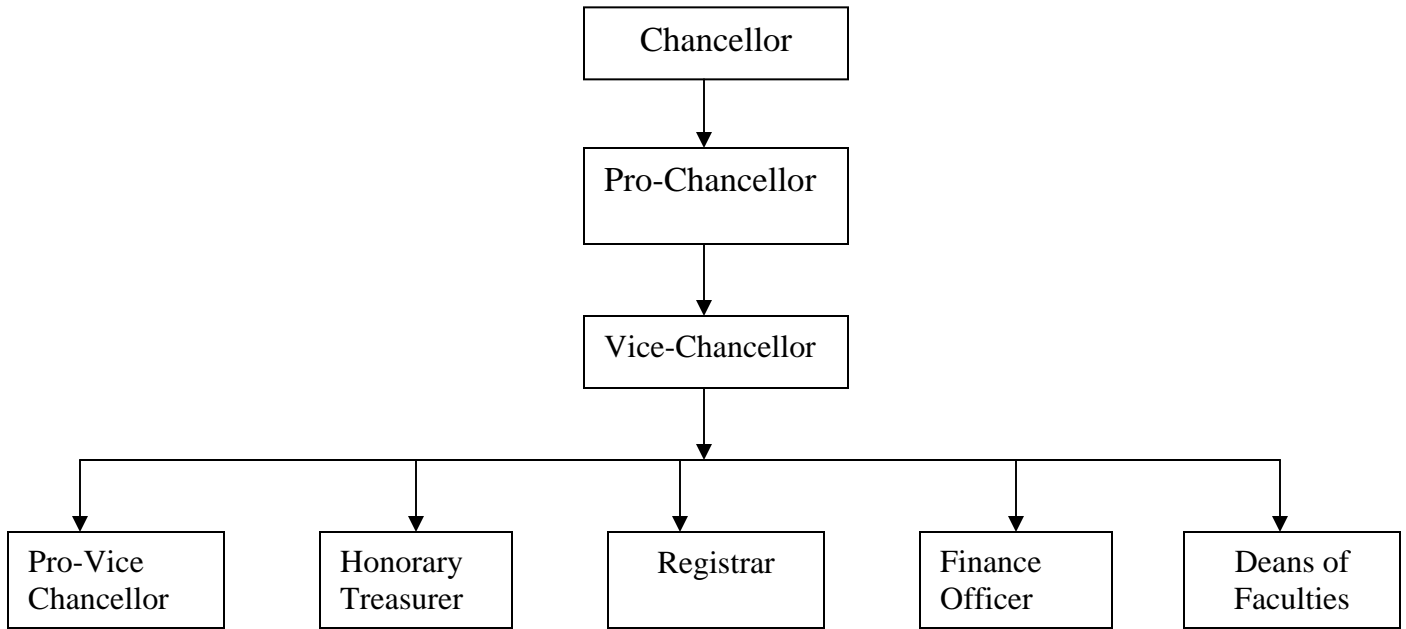 Chancellor
Pro-Chancellor
Vice-Chancellor
Pro-Vice
Chancellor
Honorary
Treasurer
Registrar
Finance
Officer
Deans of
Faculties